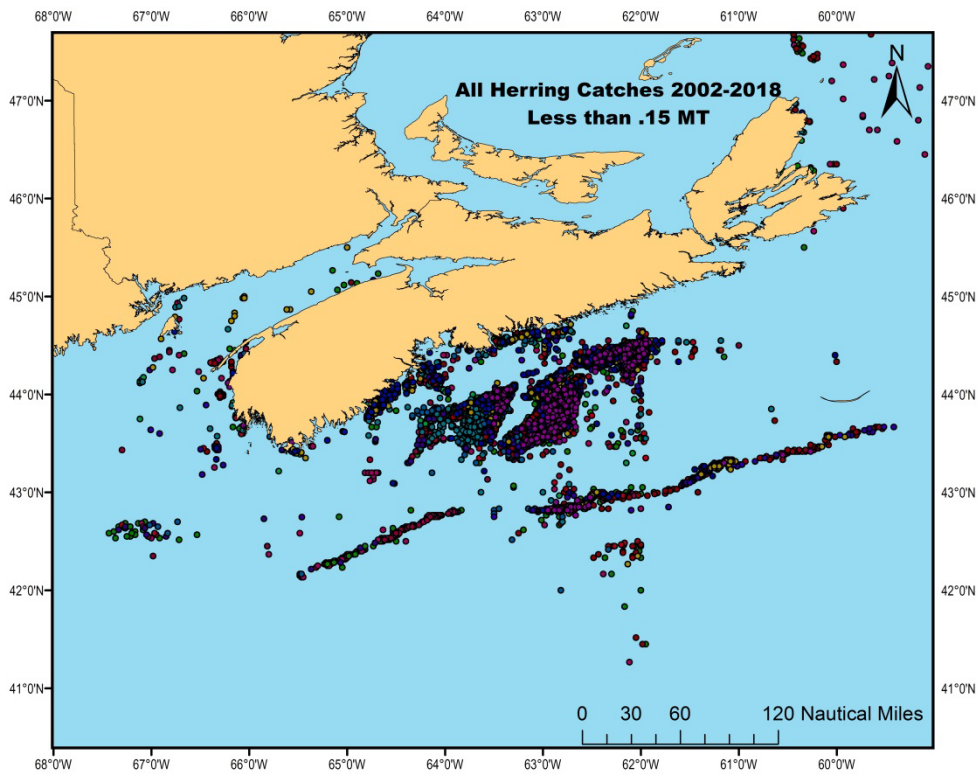 68°0'W 67°0'W 66°0'W 65°0'W 64°0'W 63°0'W 62°0'W 61°0'W 60°0'W
N
All Herring Catches 2002-2018
Less than .15 MT
47°0'N 47°0'N
46°0'N 46°0'N
45°0'N 45°0'N
44°0'N 44°0'N
43°0'N 43°0'N
42°0'N 42°0'N
41°0'N 41°0'N
0 30 60 120 Nautical Miles
68°0'W 67°0'W 66°0'W 65°0'W 64°0'W 63°0'W 62°0'W 61°0'W 60°0'W